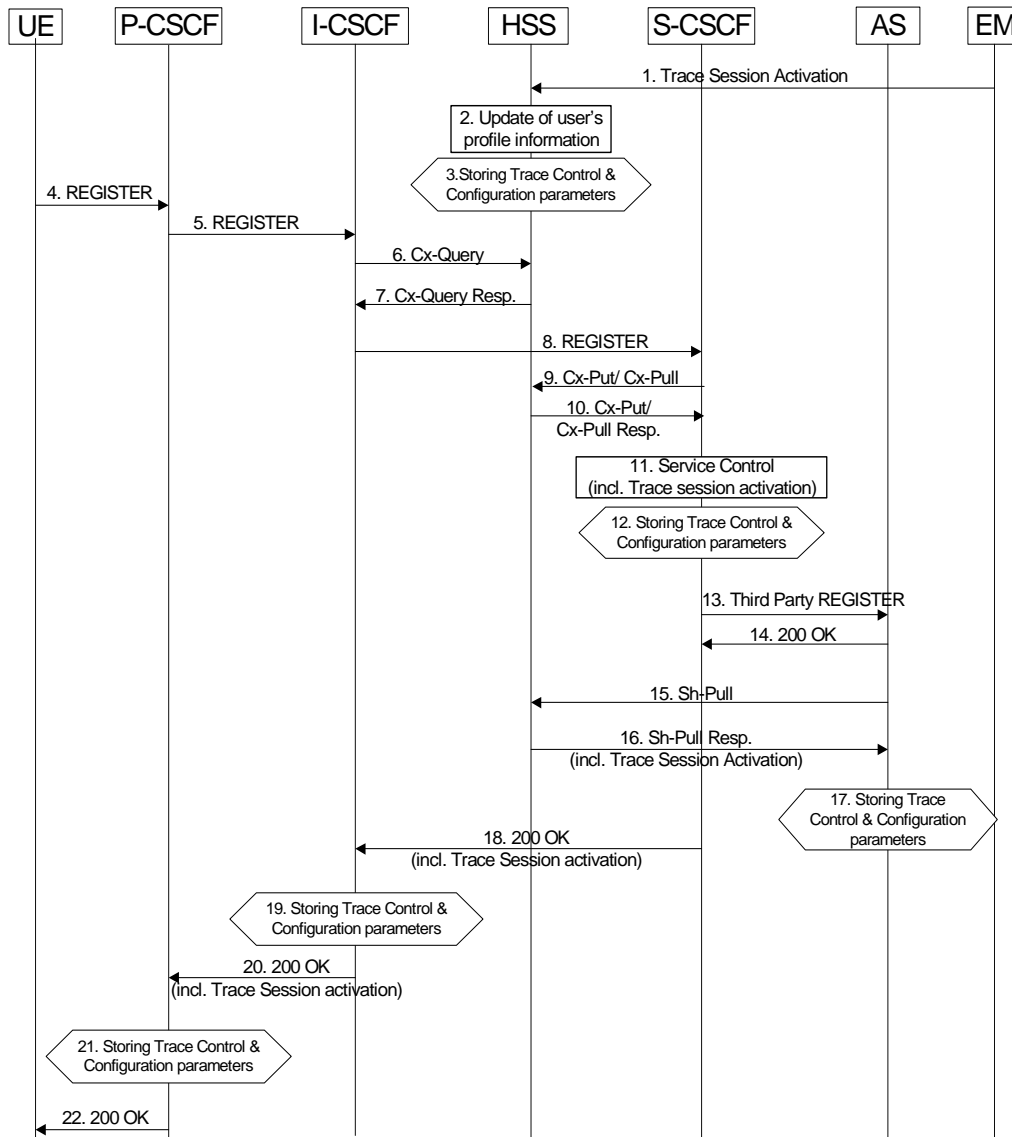 UE
P-CSCF
I-CSCF
HSS
S-CSCF
AS
EM
1. Trace Session Activation
2. Update of user's
profile information
3.Storing Trace Control &
Configuration parameters
4. REGISTER
5. REGISTER
6. Cx-Query
7. Cx-Query Resp.
8. REGISTER
9. Cx-Put/ Cx-Pull
10. Cx-Put/
Cx-Pull Resp.
11. Service Control
(incl. Trace session activation)
12. Storing Trace Control &
Configuration parameters
13. Third Party REGISTER
14. 200 OK
15. Sh-Pull
16. Sh-Pull Resp.
(incl. Trace Session Activation)
17. Storing Trace
Control & Configuration
parameters
18. 200 OK
(incl. Trace Session activation)
19. Storing Trace Control &
Configuration parameters
20. 200 OK
(incl. Trace Session activation)
21. Storing Trace Control &
Configuration parameters
22. 200 OK